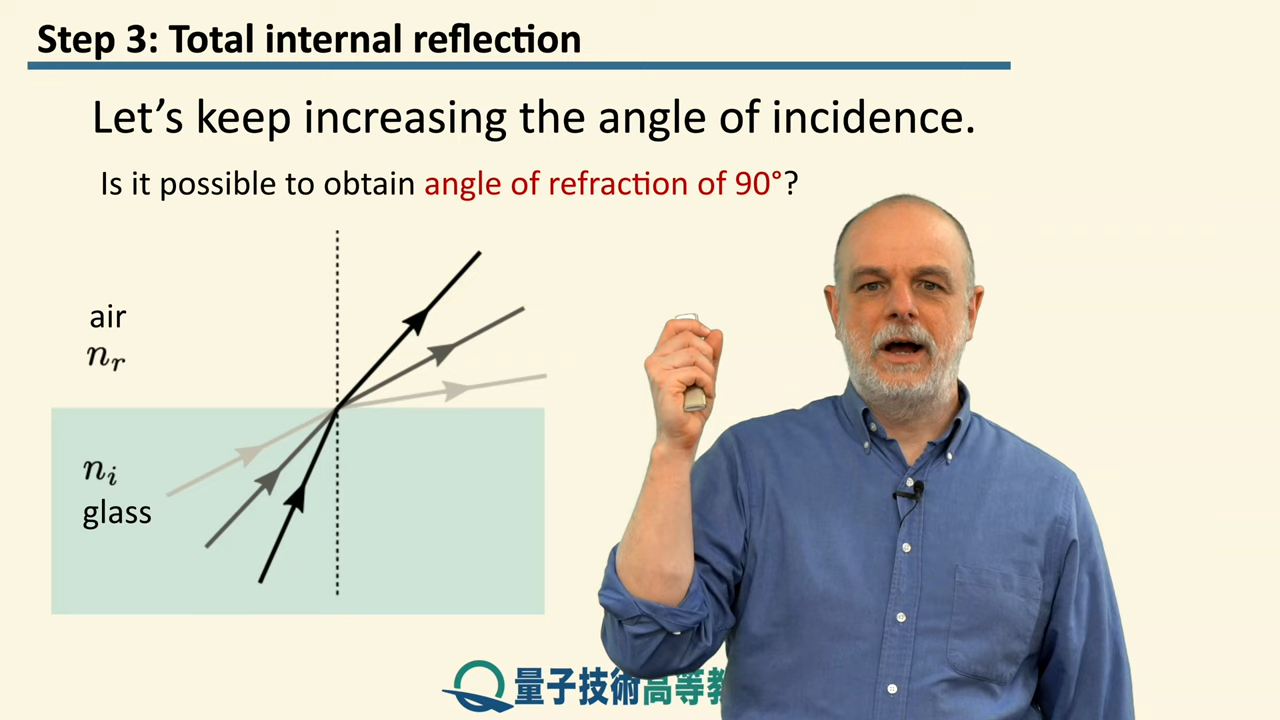 Step 3: Total internal reflection
Let's keep increasing the angle of incidence.
Is it possible to obtain angle of refraction of 90°?
air
n_r
n_i
glass
量子技術高等教